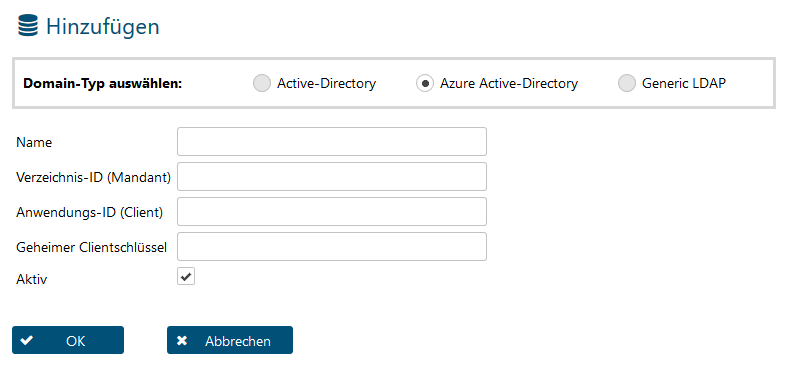 Hinzufügen
Domain-Typ auswählen: Active-Directory Azure Active-Directory Generic LDAP
Name
Verzeichnis-ID (Mandant)
Anwendungs-ID (Client)
Geheimer Clientschlüssel
Aktiv
OK Abbrechen